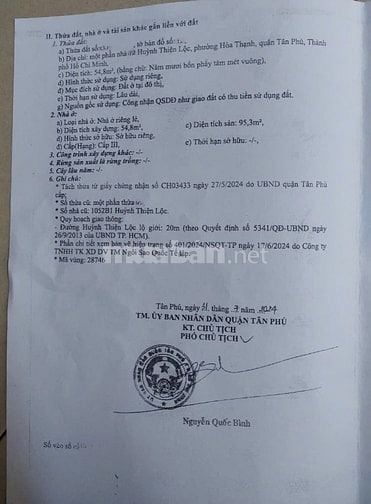 II. Thửa đất, nhà ở và tài sản khác gắn liền với đất
1. Thửa đất:
a) Thửa đất số: , tờ bản đồ số:
b) Địa chỉ: một phần nhà Huỳnh Thiện Lộc, phường Hòa Thạnh, quận Tân Phú, Thành
phố Hồ Chí Minh,
c) Diện tích: 54,8m², (bằng chữ: Năm mươi bốn phẩy tám mét vuông),
d) Hình thức sử dụng: Sử dụng riêng,
đ) Mục đích sử dụng: Đất ở tại đô thị,
e) Thời hạn sử dụng: Lâu dài,
g) Nguồn gốc sử dụng: Công nhận QSDĐ như giao đất có thu tiền sử dụng đất.
2. Nhà ở:
a) Loại nhà ở: Nhà ở riêng lẻ,
b) Diện tích xây dựng: 54,8m², c) Diện tích sàn: 95,3m²,
d) Hình thức sở hữu: Sở hữu riêng,
đ) Cấp(Hạng): Cấp III, e) Thời hạn sở hữu: -/-.
3. Công trình xây dựng khác: -/-
4. Rừng sản xuất là rừng trồng: -/-
5. Cây lâu năm: -/-
6. Ghi chú:
* Tách thửa từ giấy chứng nhận số CH03433 ngày 27/5/2024 do UBND quận Tân Phú
cấp;
* Số thửa cũ: một phần thửa
* Số nhà cũ: 1052B1 Huỳnh Thiện Lộc.
* Quy hoạch giao thông:
- Đường Huỳnh Thiện Lộc lộ giới: 20m (theo Quyết định số 5341/QĐ-UBND ngày
26/9/2013 của UBND TP. HCM).
* Phần chi tiết xem bản vẽ hiện trạng số 401/2024/NSQT-TP ngày 17/6/2024 do Công ty
TNHH TK XD DV TM Ngôi Sao Quốc Tế lập.
* Mã vùng: 28746
nhadatban.net
Tân Phú, ngày 31 tháng 7 năm 2024
TM. ỦY BAN NHÂN DÂN QUẬN TÂN PHÚ
KT. CHỦ TỊCH
PHÓ CHỦ TỊCH
Nguyễn Quốc Bình
Số vào sổ